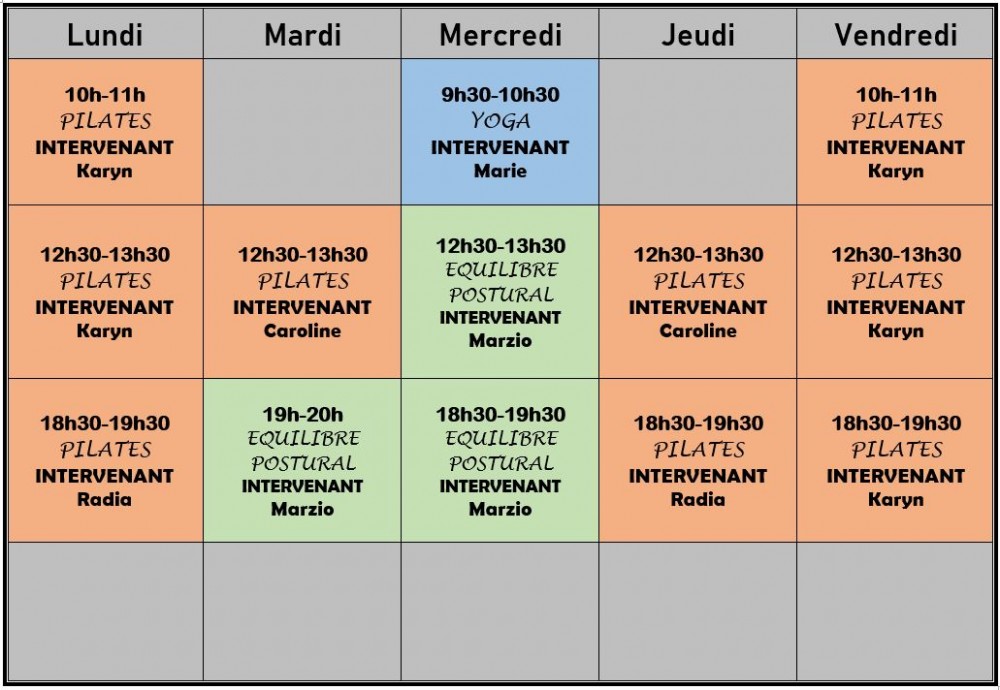 Lundi Mardi Mercredi Jeudi Vendredi
10h-11h
PILATES
INTERVENANT
Karyn
9h30-10h30
YOGA
INTERVENANT
Marie
10h-11h
PILATES
INTERVENANT
Karyn
12h30-13h30
PILATES
INTERVENANT
Karyn
12h30-13h30
PILATES
INTERVENANT
Caroline
12h30-13h30
EQUILIBRE
POSTURAL
INTERVENANT
Marzio
12h30-13h30
PILATES
INTERVENANT
Caroline
12h30-13h30
PILATES
INTERVENANT
Karyn
18h30-19h30
PILATES
INTERVENANT
Radia
19h-20h
EQUILIBRE
POSTURAL
INTERVENANT
Marzio
18h30-19h30
EQUILIBRE
POSTURAL
INTERVENANT
Marzio
18h30-19h30
PILATES
INTERVENANT
Radia
18h30-19h30
PILATES
INTERVENANT
Karyn